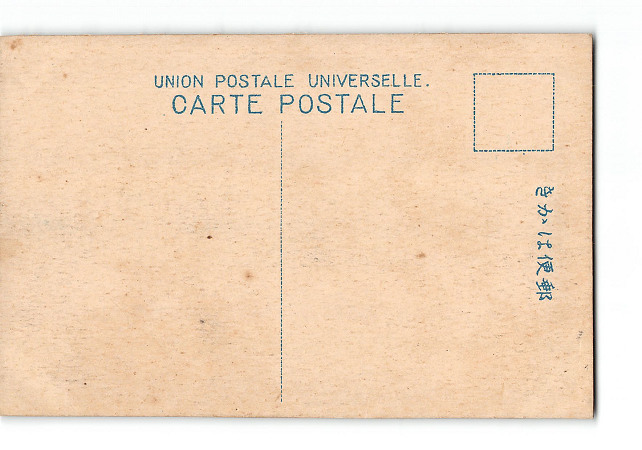 UNION POSTALE UNIVERSELLE.
CARTE POSTALE
きかは便郵